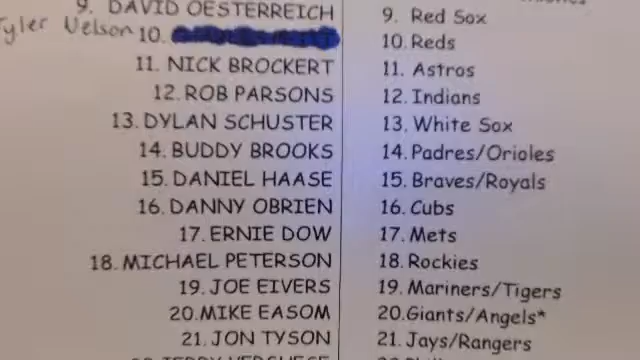 9. DAVID OESTERREICH
Tyler Nelson 10.
11. NICK BROCKERT
12. ROB PARSONS
13. DYLAN SCHUSTER
14. BUDDY BROOKS
15. DANIEL HAASE
16. DANNY OBRIEN
17. ERNIE DOW
18. MICHAEL PETERSON
19. JOE EIVERS
20. MIKE EASOM
21. JON TYSON
9. Red Sox
10. Reds
11. Astros
12. Indians
13. White Sox
14. Padres/Orioles
15. Braves/Royals
16. Cubs
17. Mets
18. Rockies
19. Mariners/Tigers
20. Giants/Angels*
21. Jays/Rangers